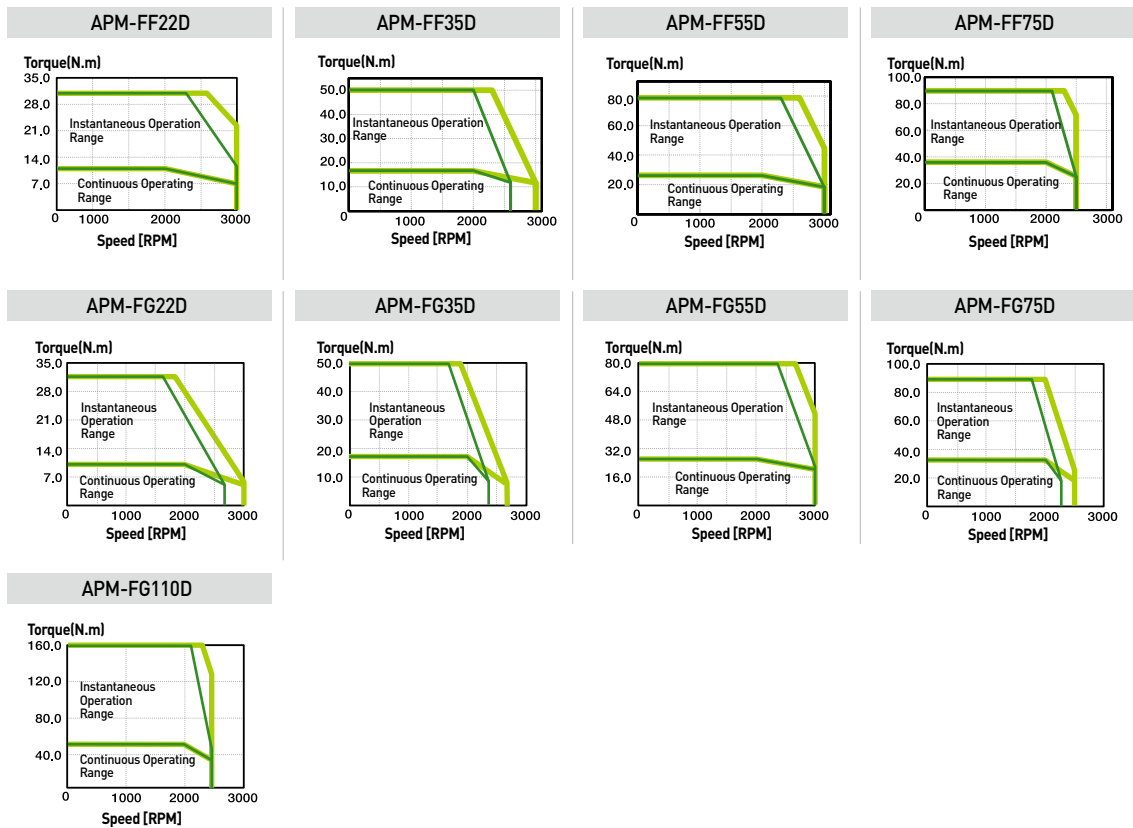 APM-FF22D
Torque(N.m)
35.0
28.0
21.0
14.0
7.0
Instantaneous Operation
Range
Continuous Operating
Range
0 1000 2000 3000
Speed [RPM]
APM-FF35D
Torque(N.m)
50.0
40.0
30.0
20.0
10.0
Instantaneous Operation
Range
Continuous Operating
Range
0 1000 2000 3000
Speed [RPM]
APM-FF55D
Torque(N.m)
80.0
60.0
40.0
20.0
Instantaneous Operation
Range
Continuous Operating
Range
0 1000 2000 3000
Speed [RPM]
APM-FF75D
Torque(N.m)
100.0
80.0
60.0
40.0
20.0
Instantaneous Operation
Range
Continuous Operating
Range
0 1000 2000 3000
Speed [RPM]
APM-FG22D
Torque(N.m)
35.0
28.0
21.0
14.0
7.0
Instantaneous
Operation
Range
Continuous Operating
Range
0 1000 2000 3000
Speed [RPM]
APM-FG35D
Torque(N.m)
50.0
40.0
30.0
20.0
10.0
Instantaneous
Operation
Range
Continuous Operating
Range
0 1000 2000 3000
Speed [RPM]
APM-FG55D
Torque(N.m)
80.0
64.0
48.0
32.0
16.0
Instantaneous Operation
Range
Continuous Operating
Range
0 1000 2000 3000
Speed [RPM]
APM-FG75D
Torque(N.m)
100.0
80.0
60.0
40.0
20.0
Instantaneous
Operation
Range
Continuous Operating
Range
0 1000 2000 3000
Speed [RPM]
APM-FG110D
Torque(N.m)
160.0
120.0
80.0
40.0
Instantaneous
Operation
Range
Continuous Operating
Range
0 1000 2000 3000
Speed [RPM]